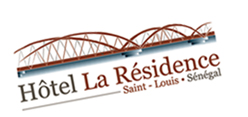 Hôtel La Résidence
Saint - Louis • Sénégal